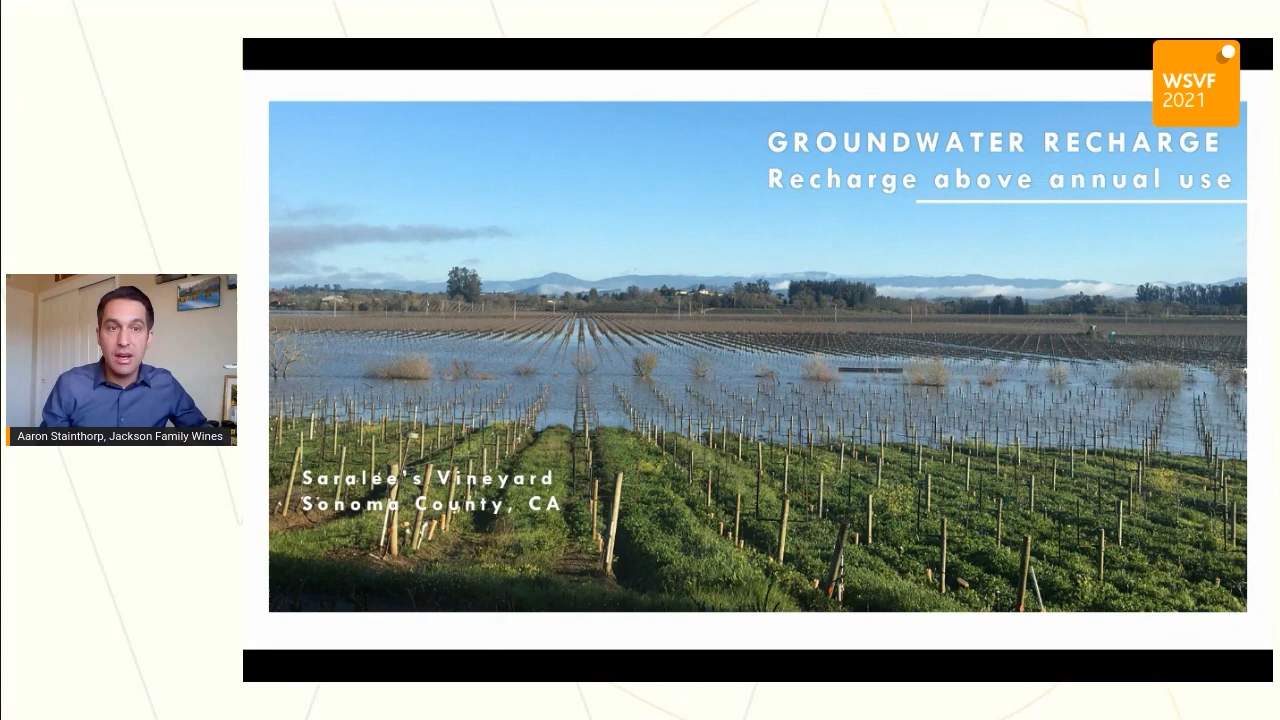 WSVF
2021
GROUNDWATER RECHARGE
Recharge above annual use
Aaron Stainthorp, Jackson Family Wines
Saralee's Vineyard
Sonoma County, CA